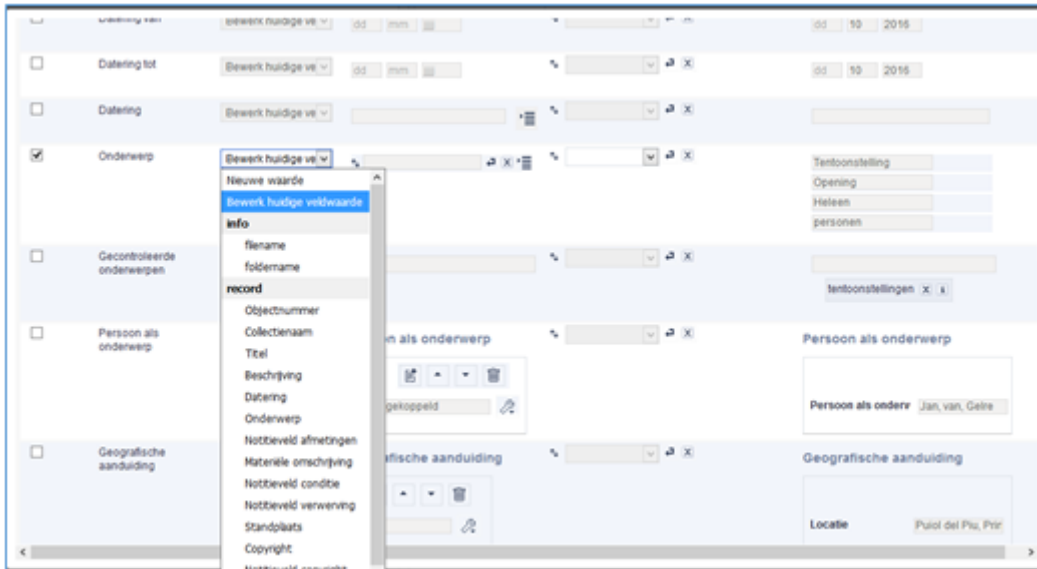 Datering van Bewerk huidige ve dd mm dd 10 2016
Datering tot Bewerk huidige ve dd mm dd 10 2016
Datering Bewerk huidige ve
Onderwerp Bewerk huidige ve Tentoonstelling
Nieuwe waarde Opening
Bewerk huidige veldwaarde Heleen
info personen
filename
Gecontroleerde
onderwerpen
foldername
record tentoonstellingen x i
Objectnummer
Persoon als
onderwerp
Collectienaam n als onderwerp Persoon als onderwerp
Titel
Beschrijving
Datering gekoppeld Persoon als onderw Jan, van, Gelre
Onderwerp
Notitieveld afmetingen
Geografische
aanduiding
Materiële omschrijving afische aanduiding Geografische aanduiding
Notitieveld conditie
Notitieveld verwerving
Standplaats Locatie Puiol del Piu, Prin
Copyright
Notitieveld copyright